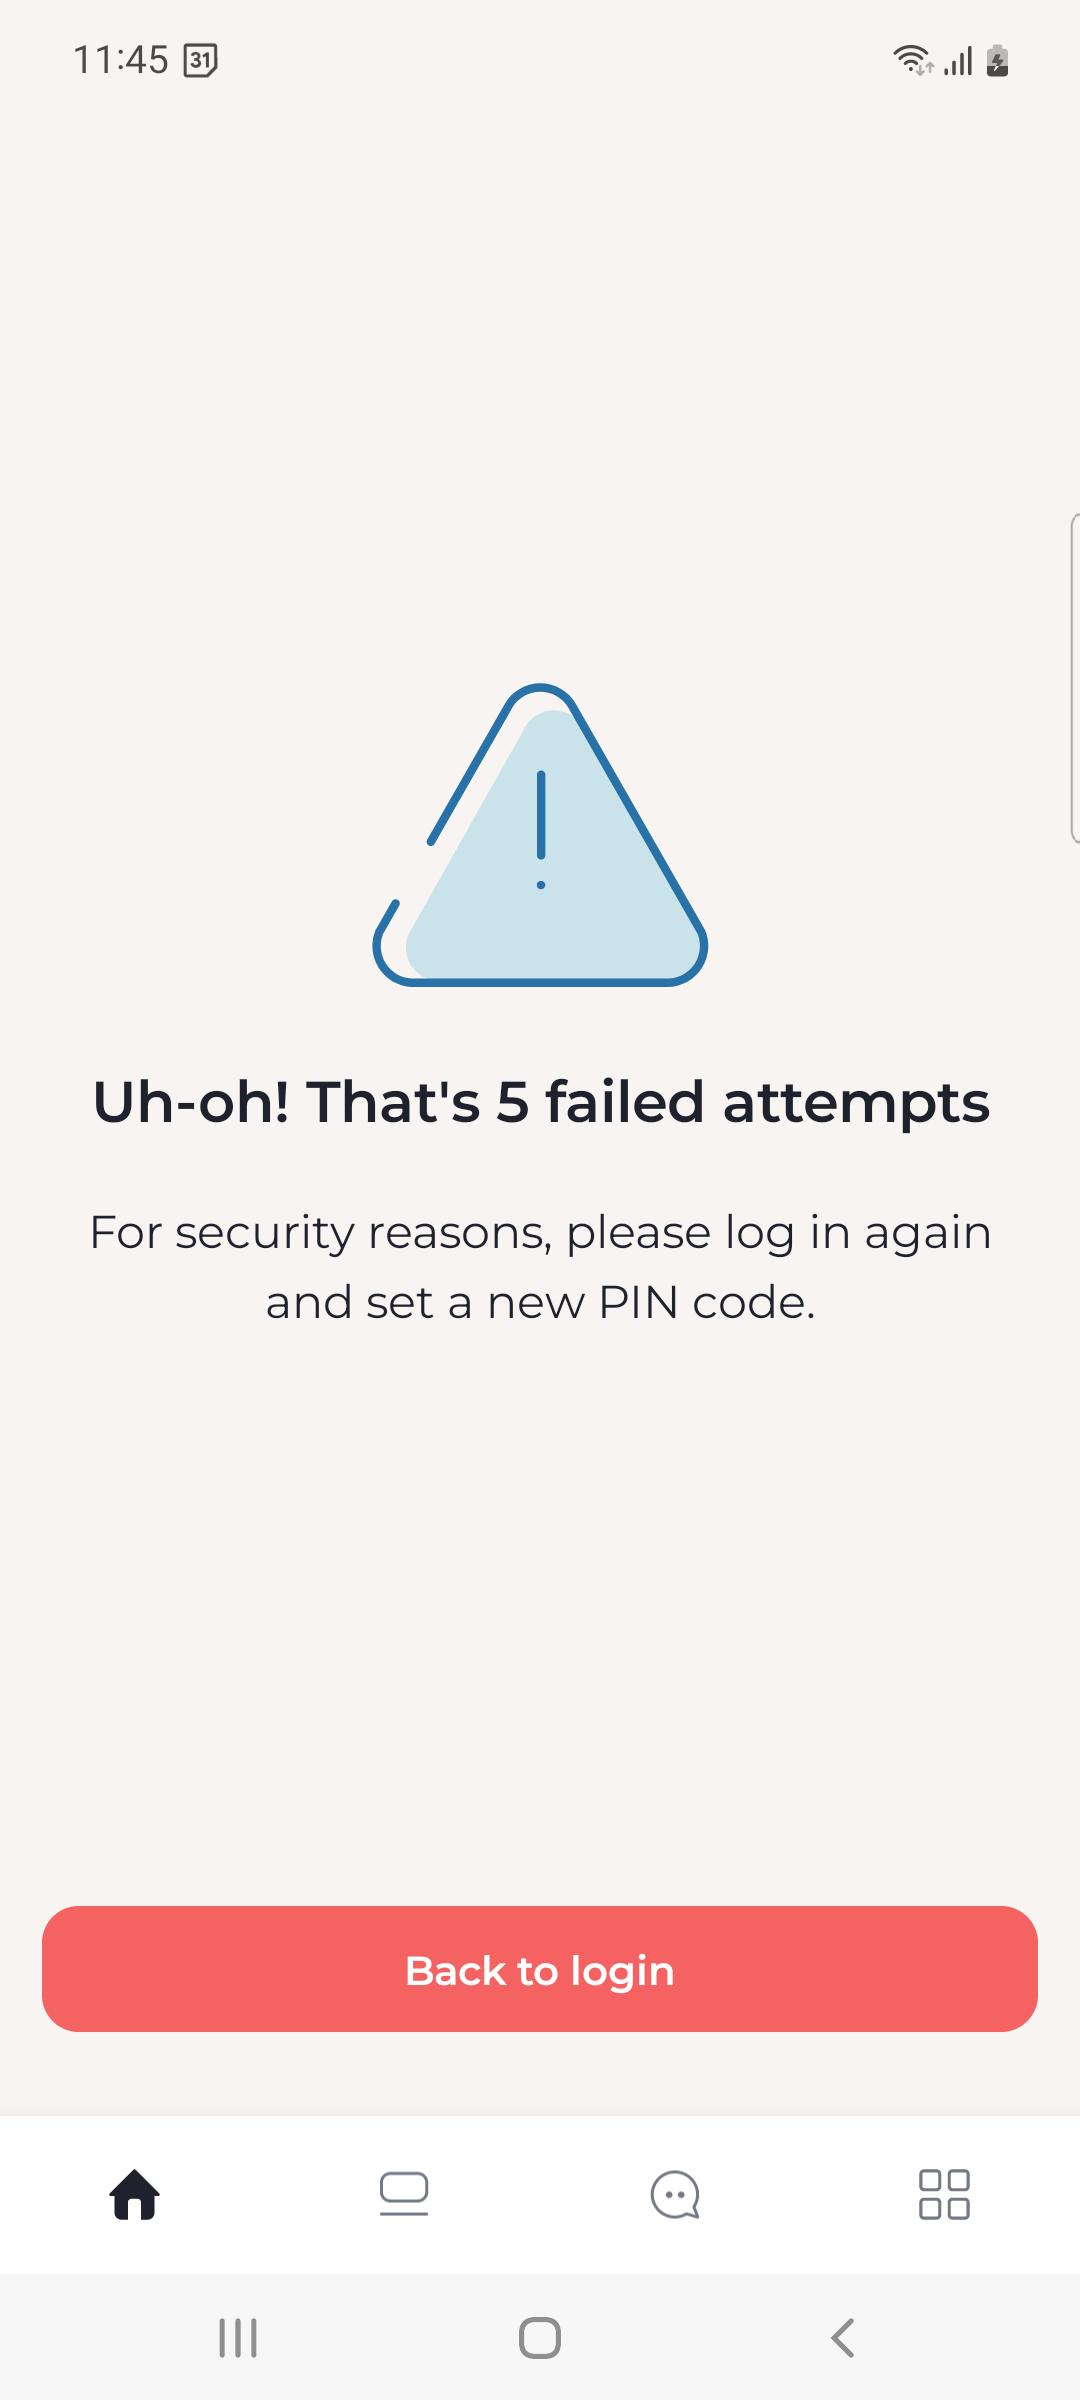 11:45 31
Uh-oh! That's 5 failed attempts
For security reasons, please log in again
and set a new PIN code.
Back to login